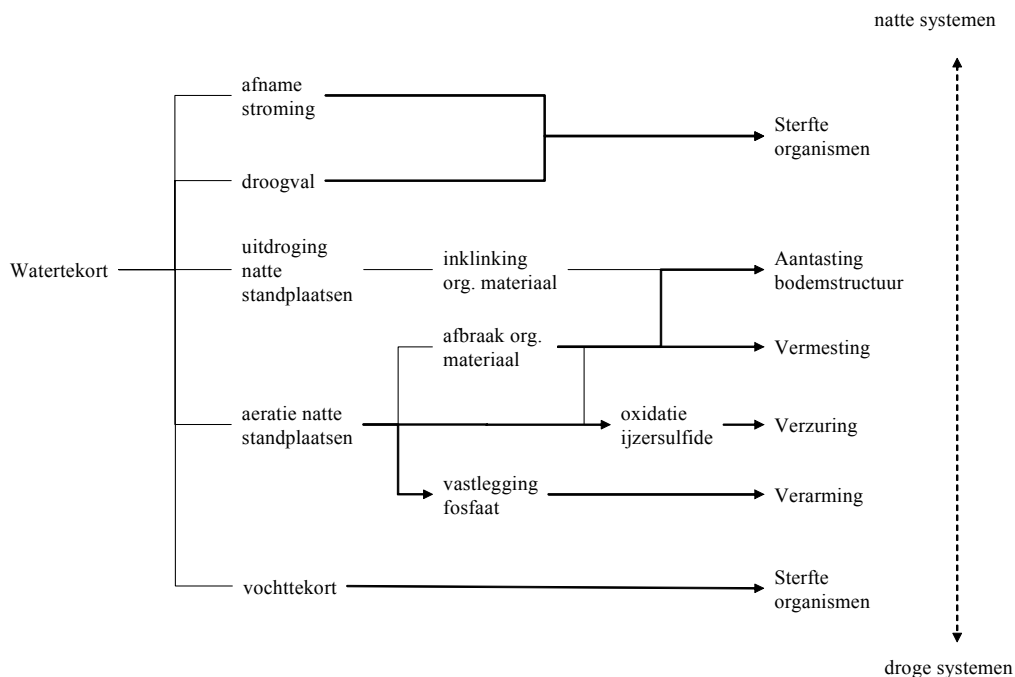 natte systemen
afname
stroming
Sterfte
organismen
droogval
uitdroging
natte
standplaatsen
inklinking
org. materiaal
Aantasting
bodemstructuur
Watertekort
afbraak org.
materiaal
Vermesting
aeratie natte
standplaatsen
oxidatie
ijzersulfide
Verzuring
vastlegging
fosfaat
Verarming
vochttekort
Sterfte
organismen
droge systemen